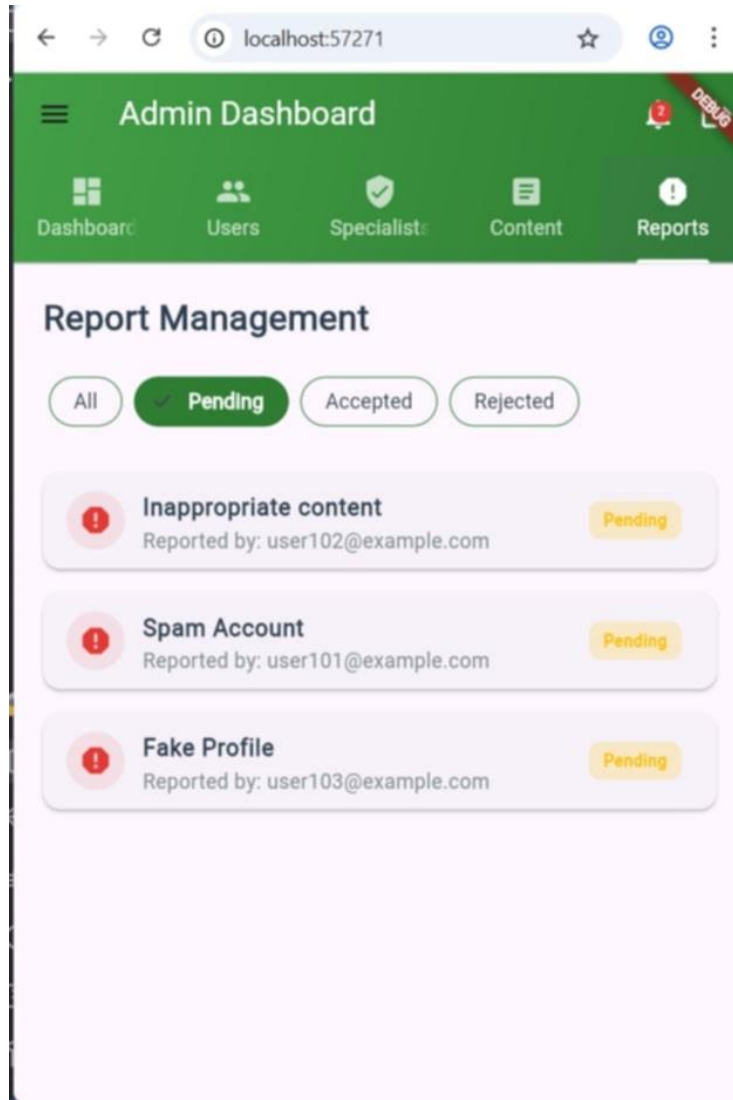 localhost:57271
Admin Dashboard
2
DEBUG
Dashboard
Users
Specialists
Content
Reports
Report Management
All
Pending
Accepted
Rejected
Inappropriate content
Reported by: user102@example.com
Pending
Spam Account
Reported by: user101@example.com
Pending
Fake Profile
Reported by: user103@example.com
Pending